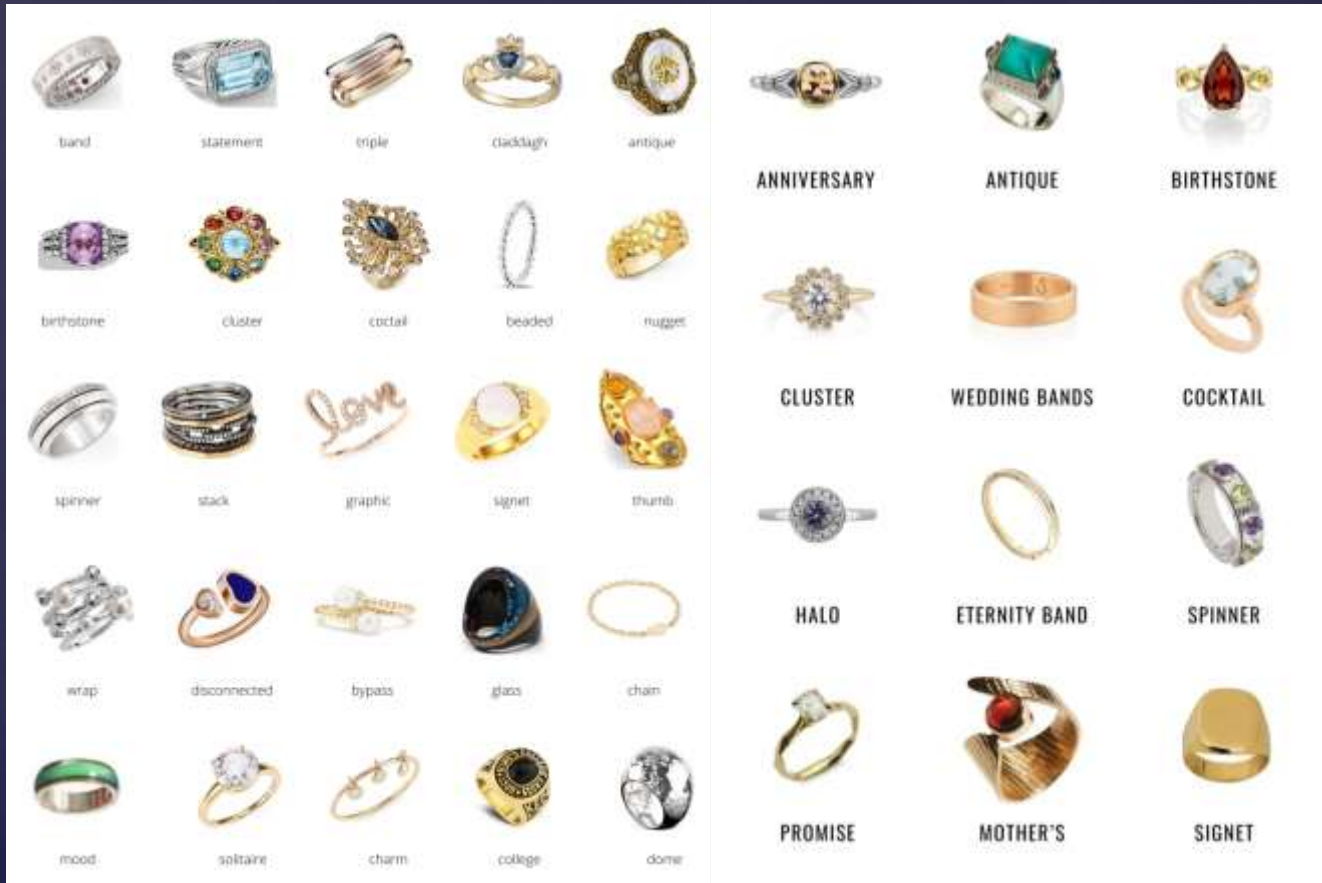 band statement triple claddagh antique
birthstone cluster coctail beaded nugget
spinner stack graphic signet thumb
wrap disconnected bypass glass chain
mood solitaire charm college dome
ANNIVERSARY ANTIQUE BIRTHSTONE
CLUSTER WEDDING BANDS COCKTAIL
HALO ETERNITY BAND SPINNER
PROMISE MOTHER'S SIGNET